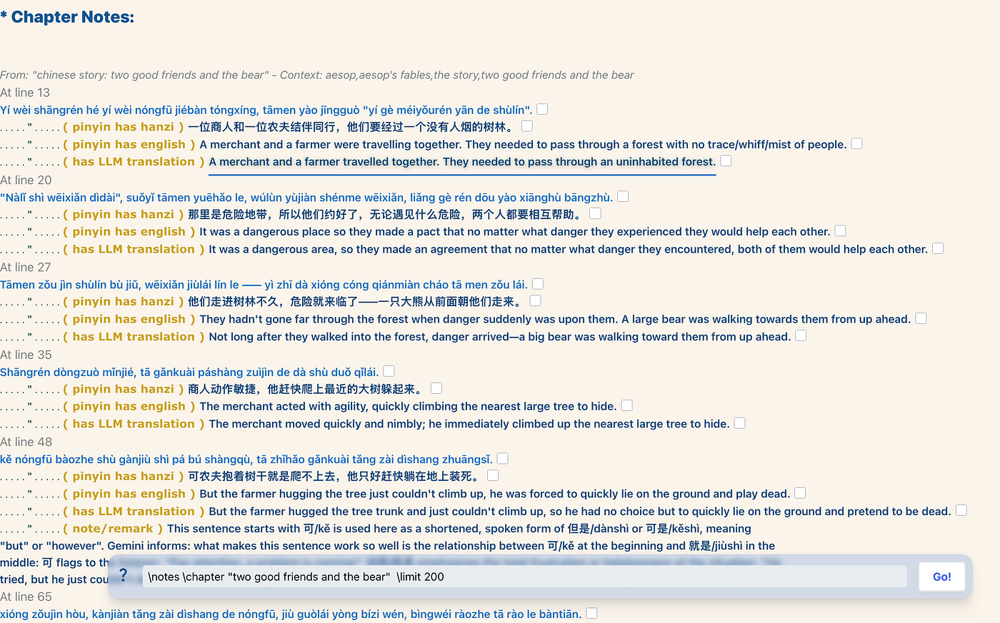 * Chapter Notes:
From: "chinese story: two good friends and the bear" - Context: aesop,aesop's fables,the story,two good friends and the bear
At line 13
Yí wèi shāngrén hé yí wèi nóngfū jiébàn tóngxíng, tāmen yào jīngguò "yí gè méiyǒurén yān de shùlín".
....."..... ( pinyin has hanzi ) 一位商人和一位农夫结伴同行，他们要经过一个没有人烟的树林。
....."..... ( pinyin has english ) A merchant and a farmer were travelling together. They needed to pass through a forest with no trace/whiff/mist of people.
....."..... ( has LLM translation ) A merchant and a farmer travelled together. They needed to pass through an uninhabited forest.
At line 20
"Nàlǐ shì wēixiǎn dìdài", suǒyǐ tāmen yuēhǎo le, wúlùn yùjiàn shénme wēixiǎn, liǎng gè rén dōu yào xiānghù bāngzhù.
....."..... ( pinyin has hanzi ) 那里是危险地带，所以他们约好了，无论遇见什么危险，两个人都要相互帮助。
....."..... ( pinyin has english ) It was a dangerous place so they made a pact that no matter what danger they experienced they would help each other.
....."..... ( has LLM translation ) It was a dangerous area, so they made an agreement that no matter what danger they encountered, both of them would help each other.
At line 27
Tāmen zǒu jìn shùlín bù jiǔ, wēixiǎn jiùlái lín le —— yì zhī dà xióng cóng qiánmiàn cháo tā men zǒu lái.
....."..... ( pinyin has hanzi ) 他们走进树林不久，危险就来临了——一只大熊从前面朝他们走来。
....."..... ( pinyin has english ) They hadn't gone far through the forest when danger suddenly was upon them. A large bear was walking towards them from up ahead.
....."..... ( has LLM translation ) Not long after they walked into the forest, danger arrived—a big bear was walking toward them from up ahead.
At line 35
Shāngrén dòngzuò mǐnjié, tā gǎnkuài páshàng zuìjìn de dà shù duǒ qǐlái.
....."..... ( pinyin has hanzi ) 商人动作敏捷，他赶快爬上最近的大树躲起来。
....."..... ( pinyin has english ) The merchant acted with agility, quickly climbing the nearest large tree to hide.
....."..... ( has LLM translation ) The merchant moved quickly and nimbly; he immediately climbed up the nearest large tree to hide.
At line 48
kě nóngfū bàozhe shù gànjiù shì pá bú shàngqù, tā zhǐhǎo gǎnkuài tǎng zài dìshang zhuāngsǐ.
....."..... ( pinyin has hanzi ) 可农夫抱着树干就是爬不上去，他只好赶快躺在地上装死。
....."..... ( pinyin has english ) But the farmer hugging the tree just couldn't climb up, he was forced to quickly lie on the ground and play dead.
....."..... ( has LLM translation ) But the farmer hugged the tree trunk and just couldn't climb up, so he had no choice but to quickly lie on the ground and pretend to be dead.
....."..... ( note/remark ) This sentence starts with 可/kě is used here as a shortened, spoken form of 但是/dànshì or 可是/kěshì, meaning
"but" or "however". Gemini informs: what makes this sentence work so well is the relationship between 可/kě at the beginning and 就是/jiùshì in the
middle: 可 flags to
tried, but he just
? \notes \chapter "two good friends and the bear" \limit 200 Go!
At line 65
xióng zǒujìn hòu, kànjiàn tǎng zài dìshang de nóngfū, jiù guòlái yòng bízi wén, bìngwéi ràozhe tā rào le bàntiān.